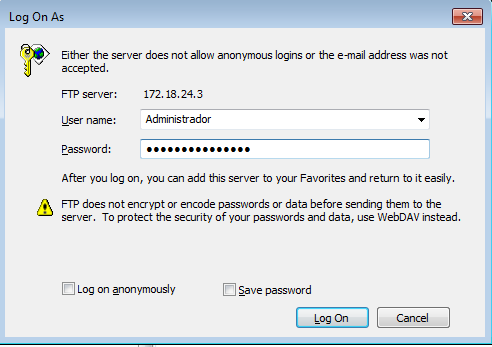 Log On As
Either the server does not allow anonymous logins or the e-mail address was not
accepted.
FTP server: 172.18.24.3
User name: Administrador
Password: ●●●●●●●●●●●●●●●
After you log on, you can add this server to your Favorites and return to it easily.
FTP does not encrypt or encode passwords or data before sending them to the
server. To protect the security of your passwords and data, use WebDAV instead.
Log on anonymously Save password
Log On Cancel